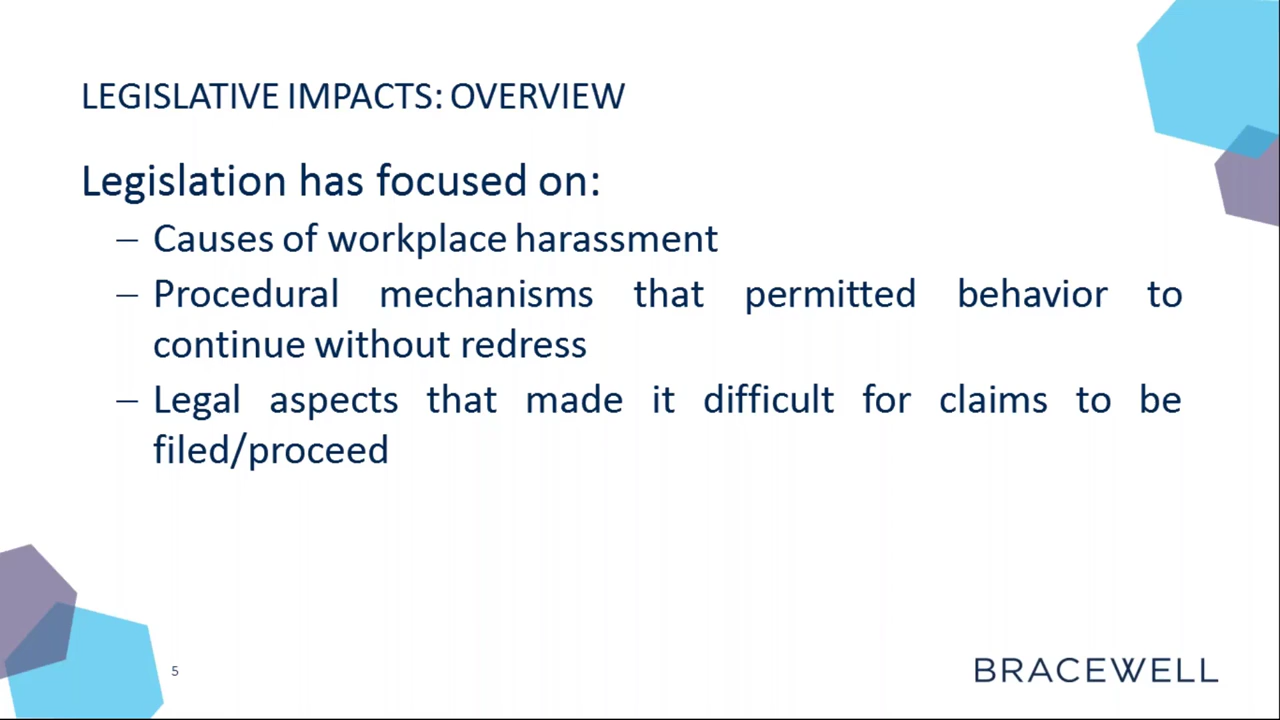 LEGISLATIVE IMPACTS: OVERVIEW
Legislation has focused on:
– Causes of workplace harassment
– Procedural mechanisms that permitted behavior to
continue without redress
– Legal aspects that made it difficult for claims to be
filed/proceed
5
BRACEWELL